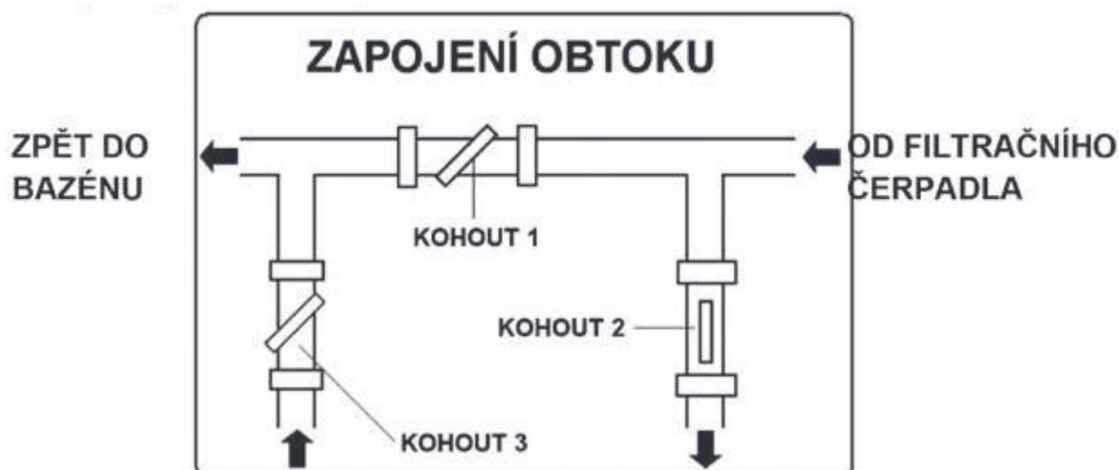 ZAPOJENÍ OBTOKU
ZPĚT DO
BAZÉNU
OD FILTRAČNÍHO
ČERPADLA
KOHOUT 1
KOHOUT 2
KOHOUT 3